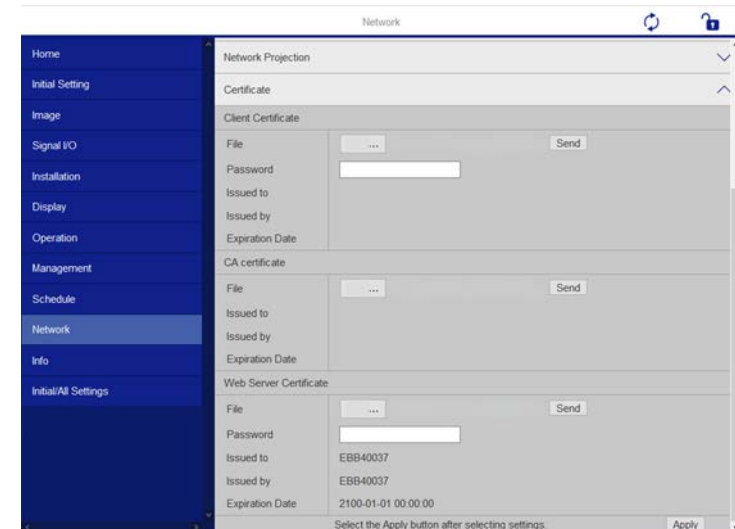 Network
Home
Initial Setting
Image
Signal I/O
Installation
Display
Operation
Management
Schedule
Network
Info
Initial/All Settings
Network Projection
Certificate
Client Certificate
File ... Send
Password
Issued to
Issued by
Expiration Date
CA certificate
File ... Send
Issued to
Issued by
Expiration Date
Web Server Certificate
File ... Send
Password
Issued to EBB40037
Issued by EBB40037
Expiration Date 2100-01-01 00:00:00
Select the Apply button after selecting settings. Apply